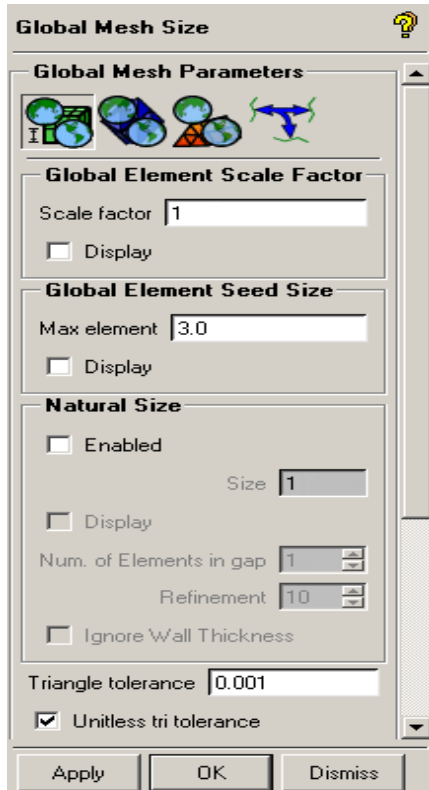 Global Mesh Size
Global Mesh Parameters
Global Element Scale Factor
Scale factor 1
Display
Global Element Seed Size
Max element 3.0
Display
Natural Size
Enabled
Size 1
Display
Num. of Elements in gap 1
Refinement 10
Ignore Wall Thickness
Triangle tolerance 0.001
Unitless tri tolerance
Apply OK Dismiss